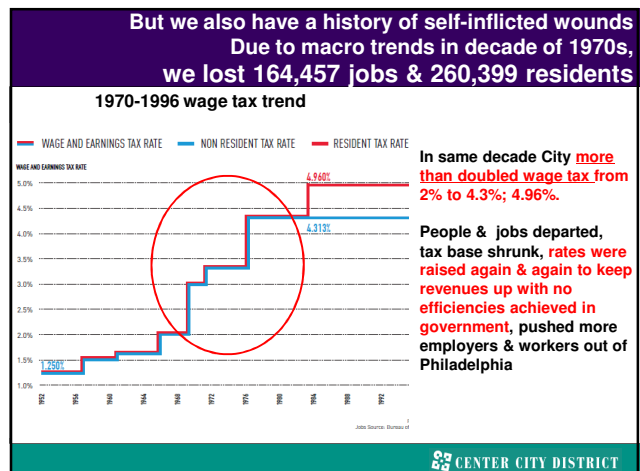 But we also have a history of self-inflicted wounds
Due to macro trends in decade of 1970s,
we lost 164,457 jobs & 260,399 residents
1970-1996 wage tax trend
WAGE AND EARNINGS TAX RATE NON RESIDENT TAX RATE RESIDENT TAX RATE
WAGE AND EARNINGS TAX RATE
5.0%
4.5%
4.0%
3.5%
3.0%
2.5%
2.0%
1.5%
1.0%
4.960%
4.313%
1.250%
1952 1956 1960 1964 1968 1972 1976 1980 1984 1988 1992
Jobs Source: Bureau of
In same decade City more
than doubled wage tax from
2% to 4.3%; 4.96%.
People & jobs departed,
tax base shrunk, rates were
raised again & again to keep
revenues up with no
efficiencies achieved in
government, pushed more
employers & workers out of
Philadelphia
CENTER CITY DISTRICT